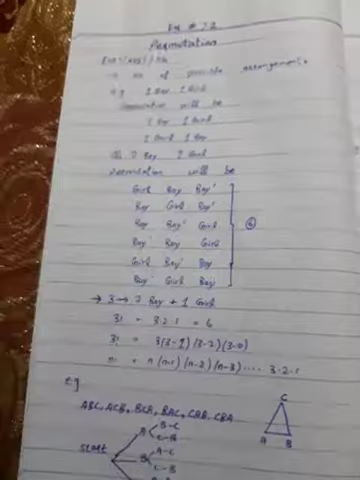 Permutation
no of possible arrangements
e.g 1 Boy 1 Girl
Permutation will be
1 Boy 1 Girl
1 Girl 1 Boy
2 Boy 1 Girl
Permutation will be
Girl Boy Boy'
Boy Girl Boy'
Boy Boy' Girl
Boy' Boy Girl
Girl Boy' Boy
Boy' Girl Boy
6
→ 3 → 2 Boy + 1 Girl
3! = 3·2·1 = 6
n! = n(n-1)(n-2)(n-3)....3·2·1
e.g
ABC, ACB, BCA, BAC, CAB, CBA
C
A B
Start
A B-C
C-B
B A-C
C-